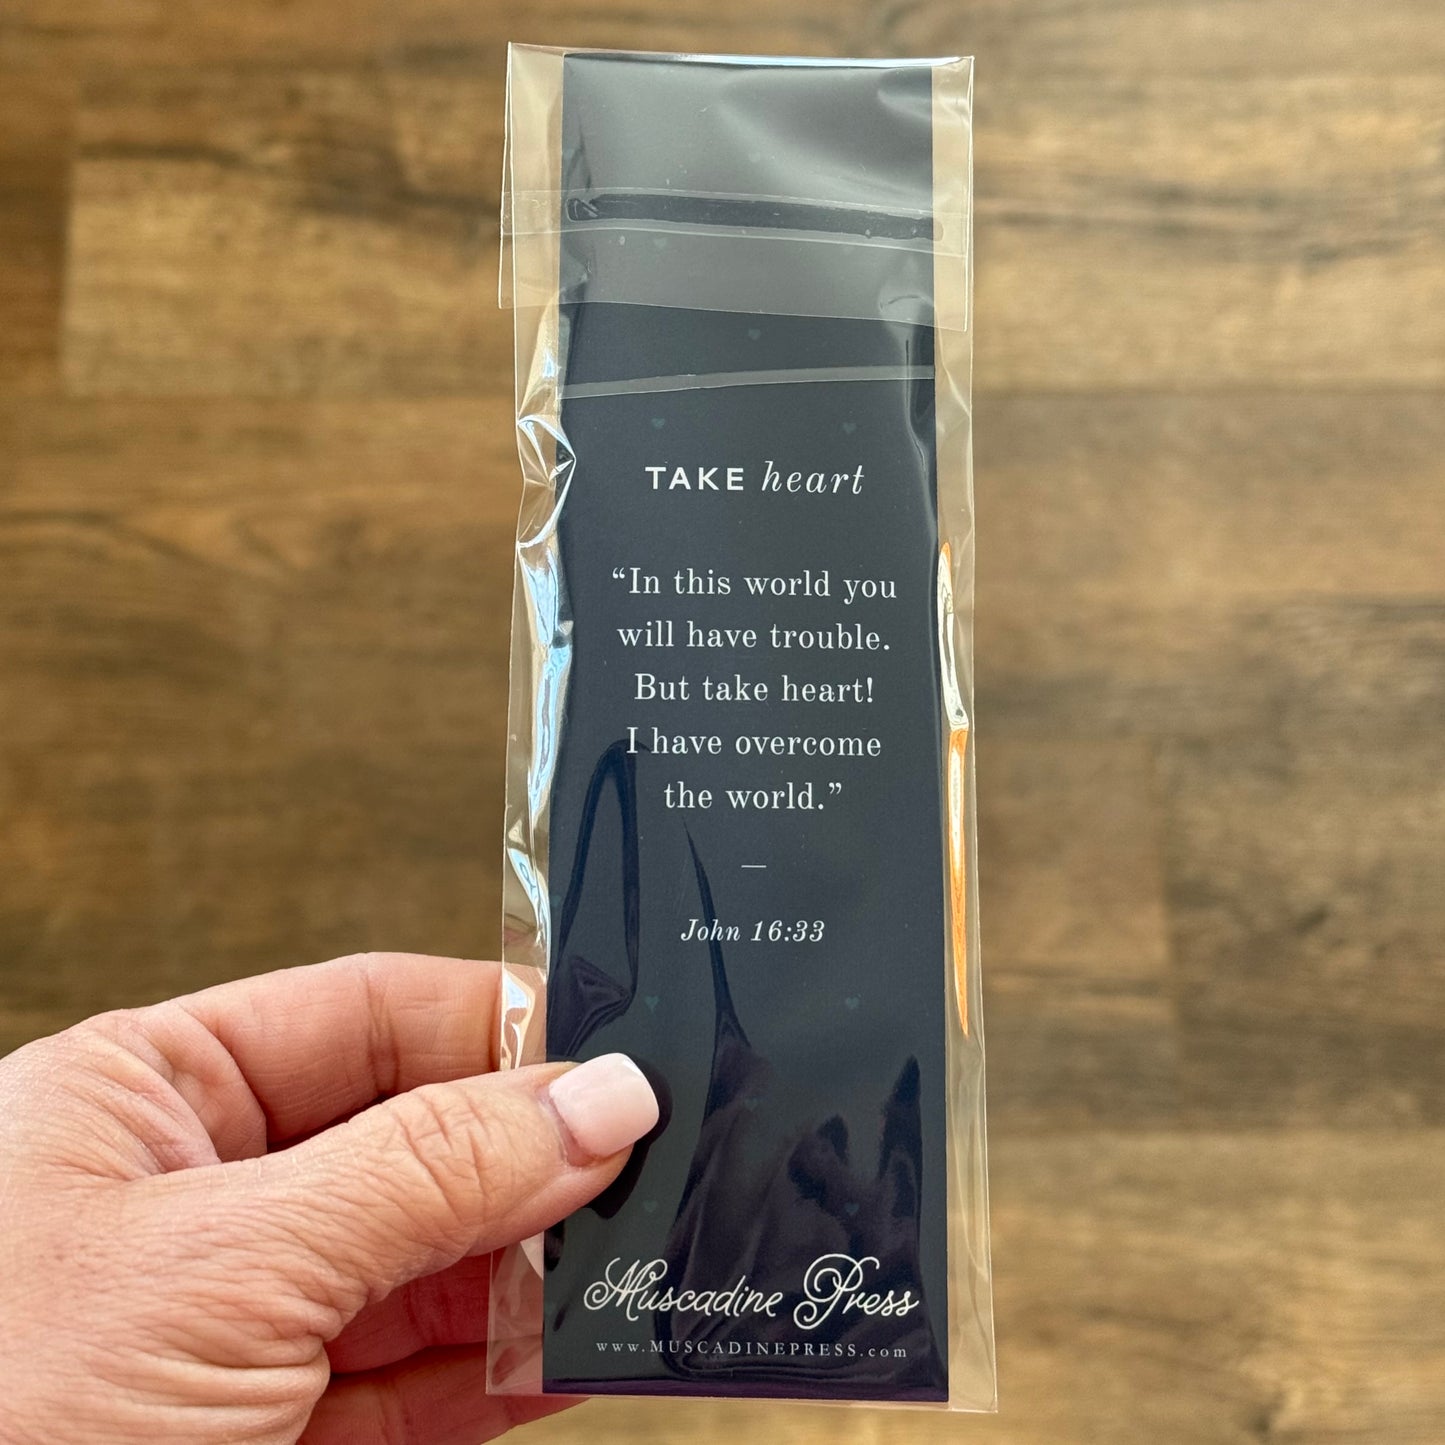 TAKE heart
“In this world you
will have trouble.
But take heart!
I have overcome
the world.”
—
John 16:33
Muscadine Press
www.MUSCADINEPRESS.com